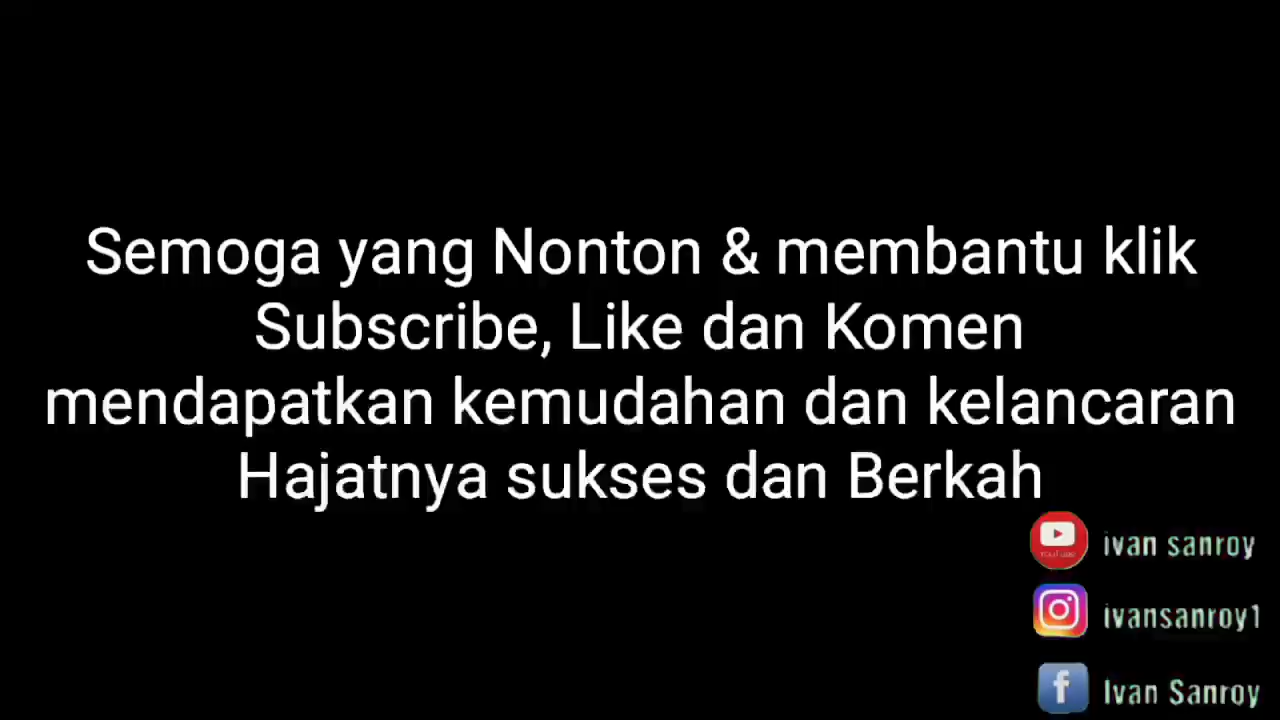 Semoga yang Nonton & membantu klik
Subscribe, Like dan Komen
mendapatkan kemudahan dan kelancaran
Hajatnya sukses dan Berkah
YouTube
ivan sanroy
ivansanroy1
Ivan Sanroy